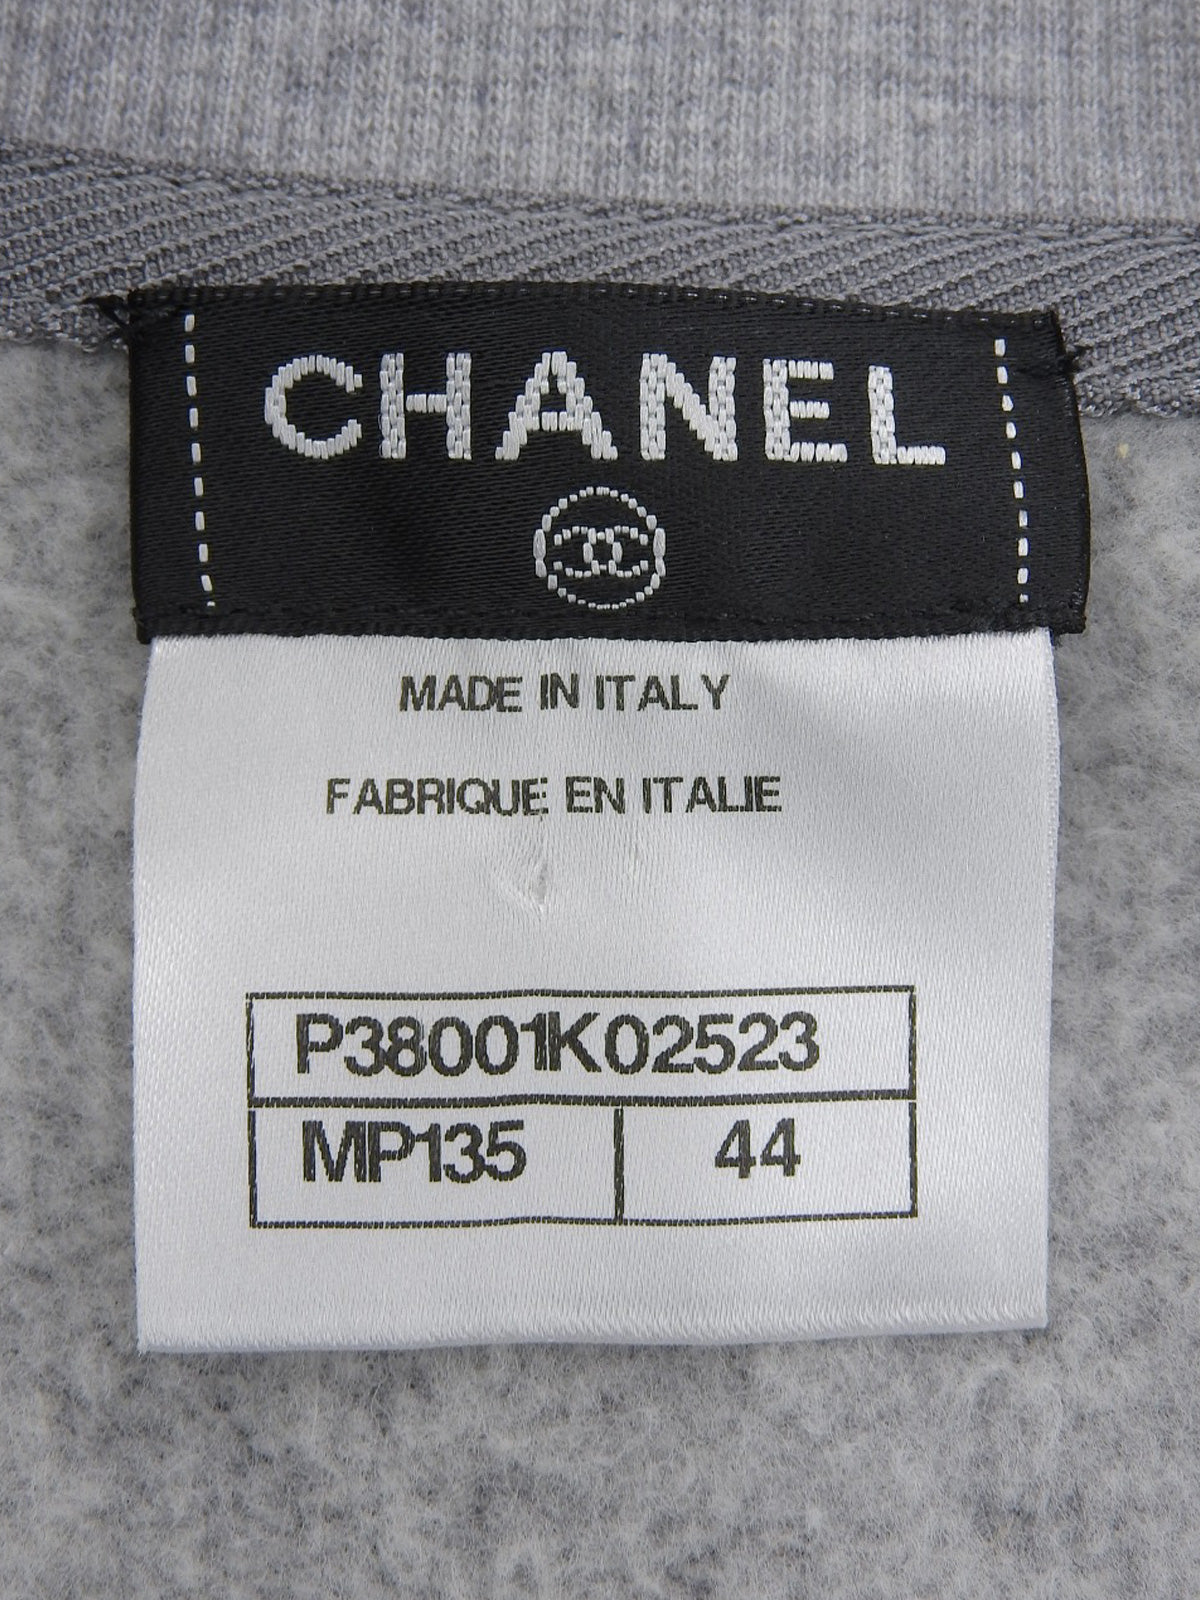 CHANEL
MADE IN ITALY
FABRIQUE EN ITALIE
P38001K02523
MP135 44